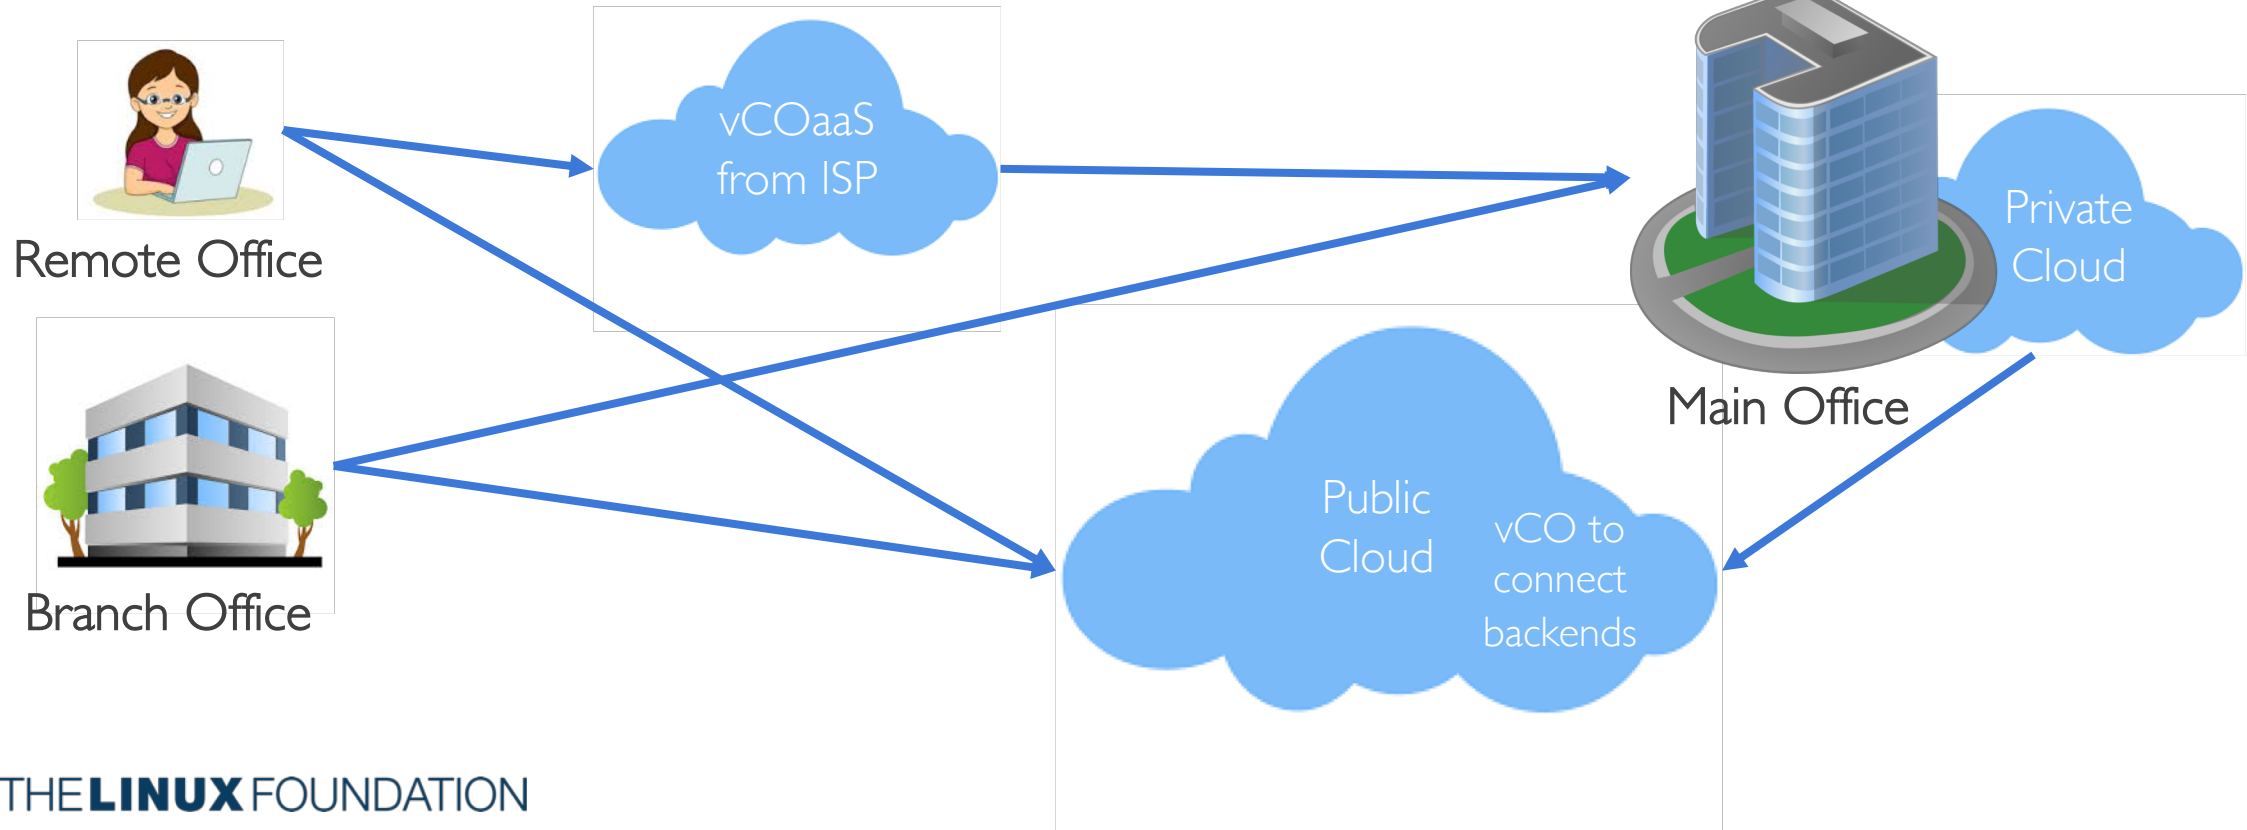 vCOaaS
from ISP
Private
Cloud
Remote Office
Main Office
Public
Cloud
vCO to
connect
backends
Branch Office
THE LINUX FOUNDATION